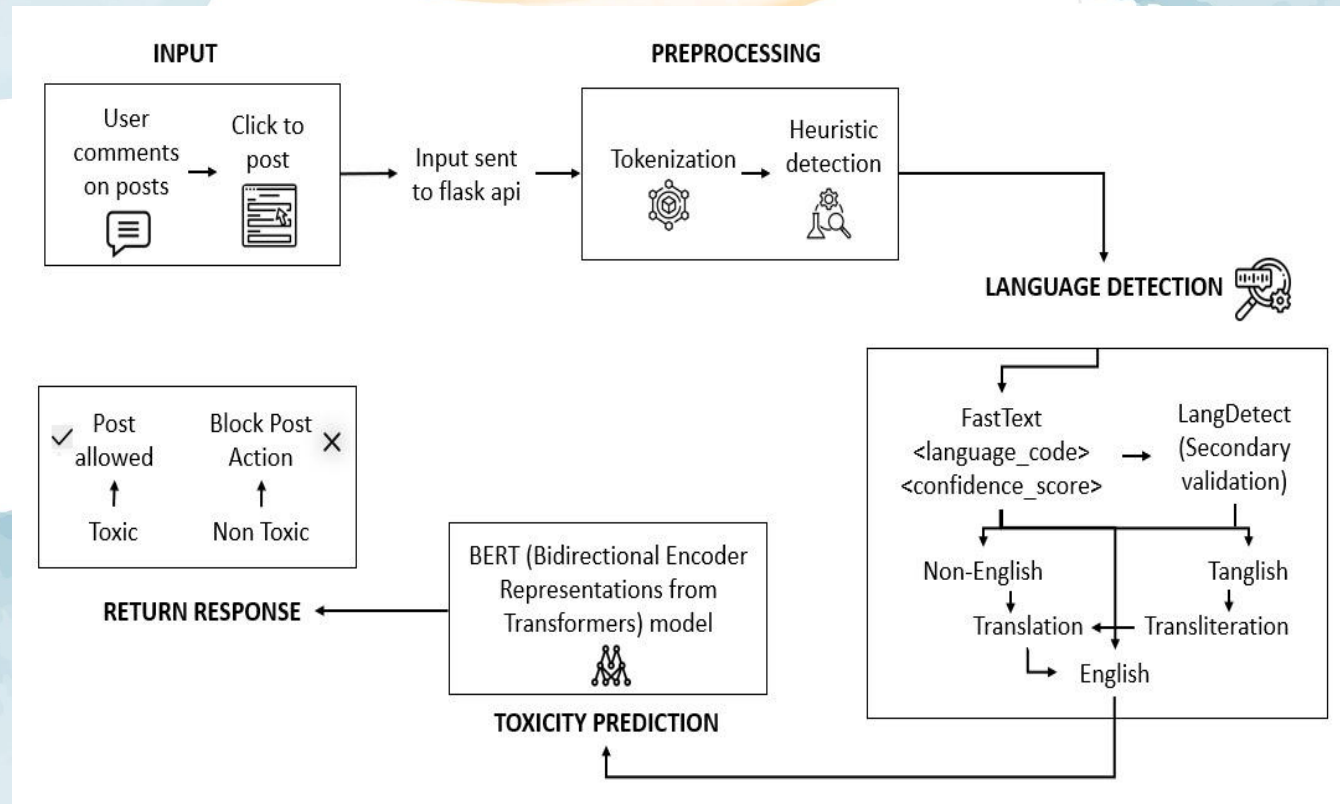 INPUT
User
comments
on posts
Click to
post
Input sent
to flask api
PREPROCESSING
Tokenization
Heuristic
detection
LANGUAGE DETECTION
FastText
<language_code>
<confidence_score>
LangDetect
(Secondary
validation)
Non-English
Tanglish
Translation
Transliteration
English
BERT (Bidirectional Encoder
Representations from
Transformers) model
TOXICITY PREDICTION
RETURN RESPONSE
Post
allowed
Toxic
Block Post
Action
Non Toxic